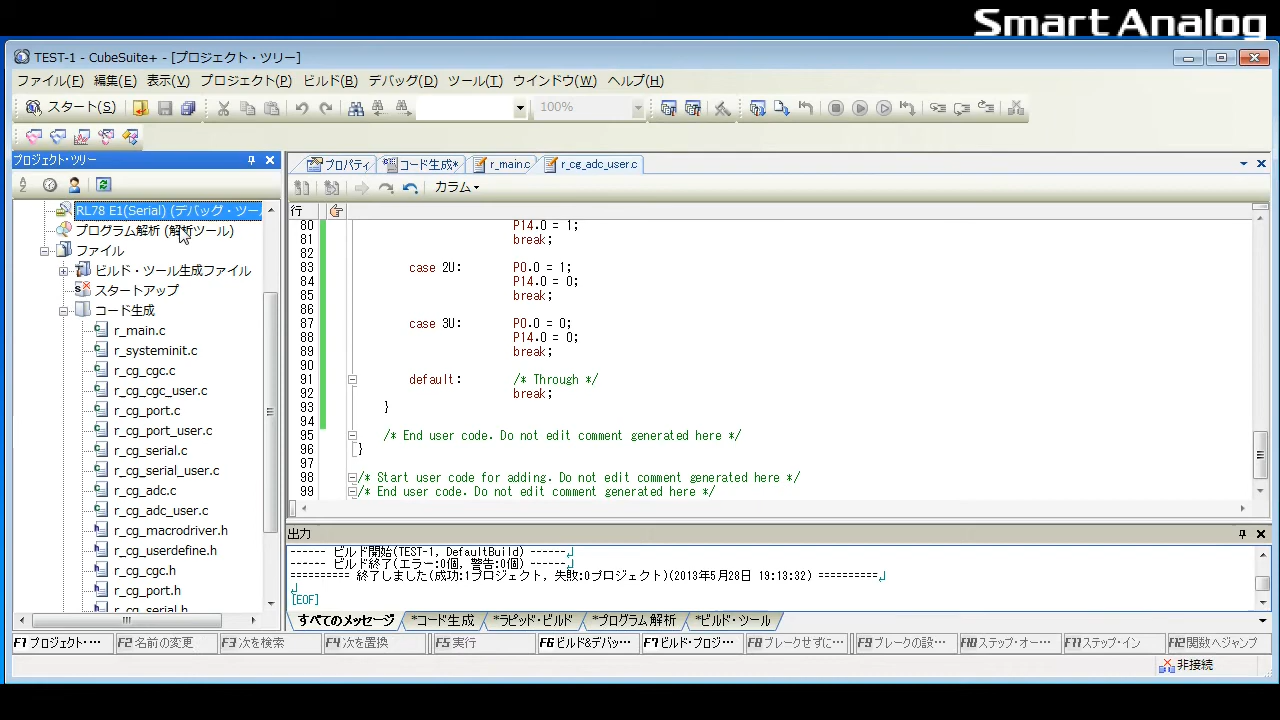 Smart Analog
TEST-1 - CubeSuite+ - [プロジェクト・ツリー]
ファイル(F) 編集(E) 表示(V) プロジェクト(P) ビルド(B) デバッグ(D) ツール(T) ウインドウ(W) ヘルプ(H)
スタート(S) 100%
プロジェクト・ツリー
プロパティ コード生成* r_main.c r_cg_adc_user.c
カラム
行
RL78 E1(Serial) (デバッグ・ツー
プログラム解析 (解析ツール)
ファイル
ビルド・ツール生成ファイル
スタートアップ
コード生成
r_main.c
r_systeminit.c
r_cg_cgc.c
r_cg_cgc_user.c
r_cg_port.c
r_cg_port_user.c
r_cg_serial.c
r_cg_serial_user.c
r_cg_adc.c
r_cg_adc_user.c
r_cg_macrodriver.h
r_cg_userdefine.h
r_cg_cgc.h
r_cg_port.h
r_cg_serial.h
80 P14.0 = 1;
81 break;
82
83 case 2U: P0.0 = 1;
84 P14.0 = 0;
85 break;
86
87 case 3U: P0.0 = 0;
88 P14.0 = 0;
89 break;
90
91 default: /* Through */
92 break;
93 }
94
95 /* End user code. Do not edit comment generated here */
96 }
97
98 /* Start user code for adding. Do not edit comment generated here */
99 /* End user code. Do not edit comment generated here */
出力
------ ビルド開始(TEST-1, DefaultBuild) ------
------ ビルド終了(エラー:0個, 警告:0個) ------
========== 終了しました(成功:1プロジェクト, 失敗:0プロジェクト)(2013年5月28日 19:13:32) ==========
[EOF]
すべてのメッセージ *コード生成 *ラピッド・ビルド *プログラム解析 *ビルド・ツール
F1 プロジェクト・… F2 名前の変更 F3 次を検索 F4 次を置換 F5 実行 F6 ビルド&デバッ… F7 ビルド・プロジ… F8 ブレークせずに… F9 ブレークの設… F10 ステップ・オー… F11 ステップ・イン F12 関数へジャンプ
非接続